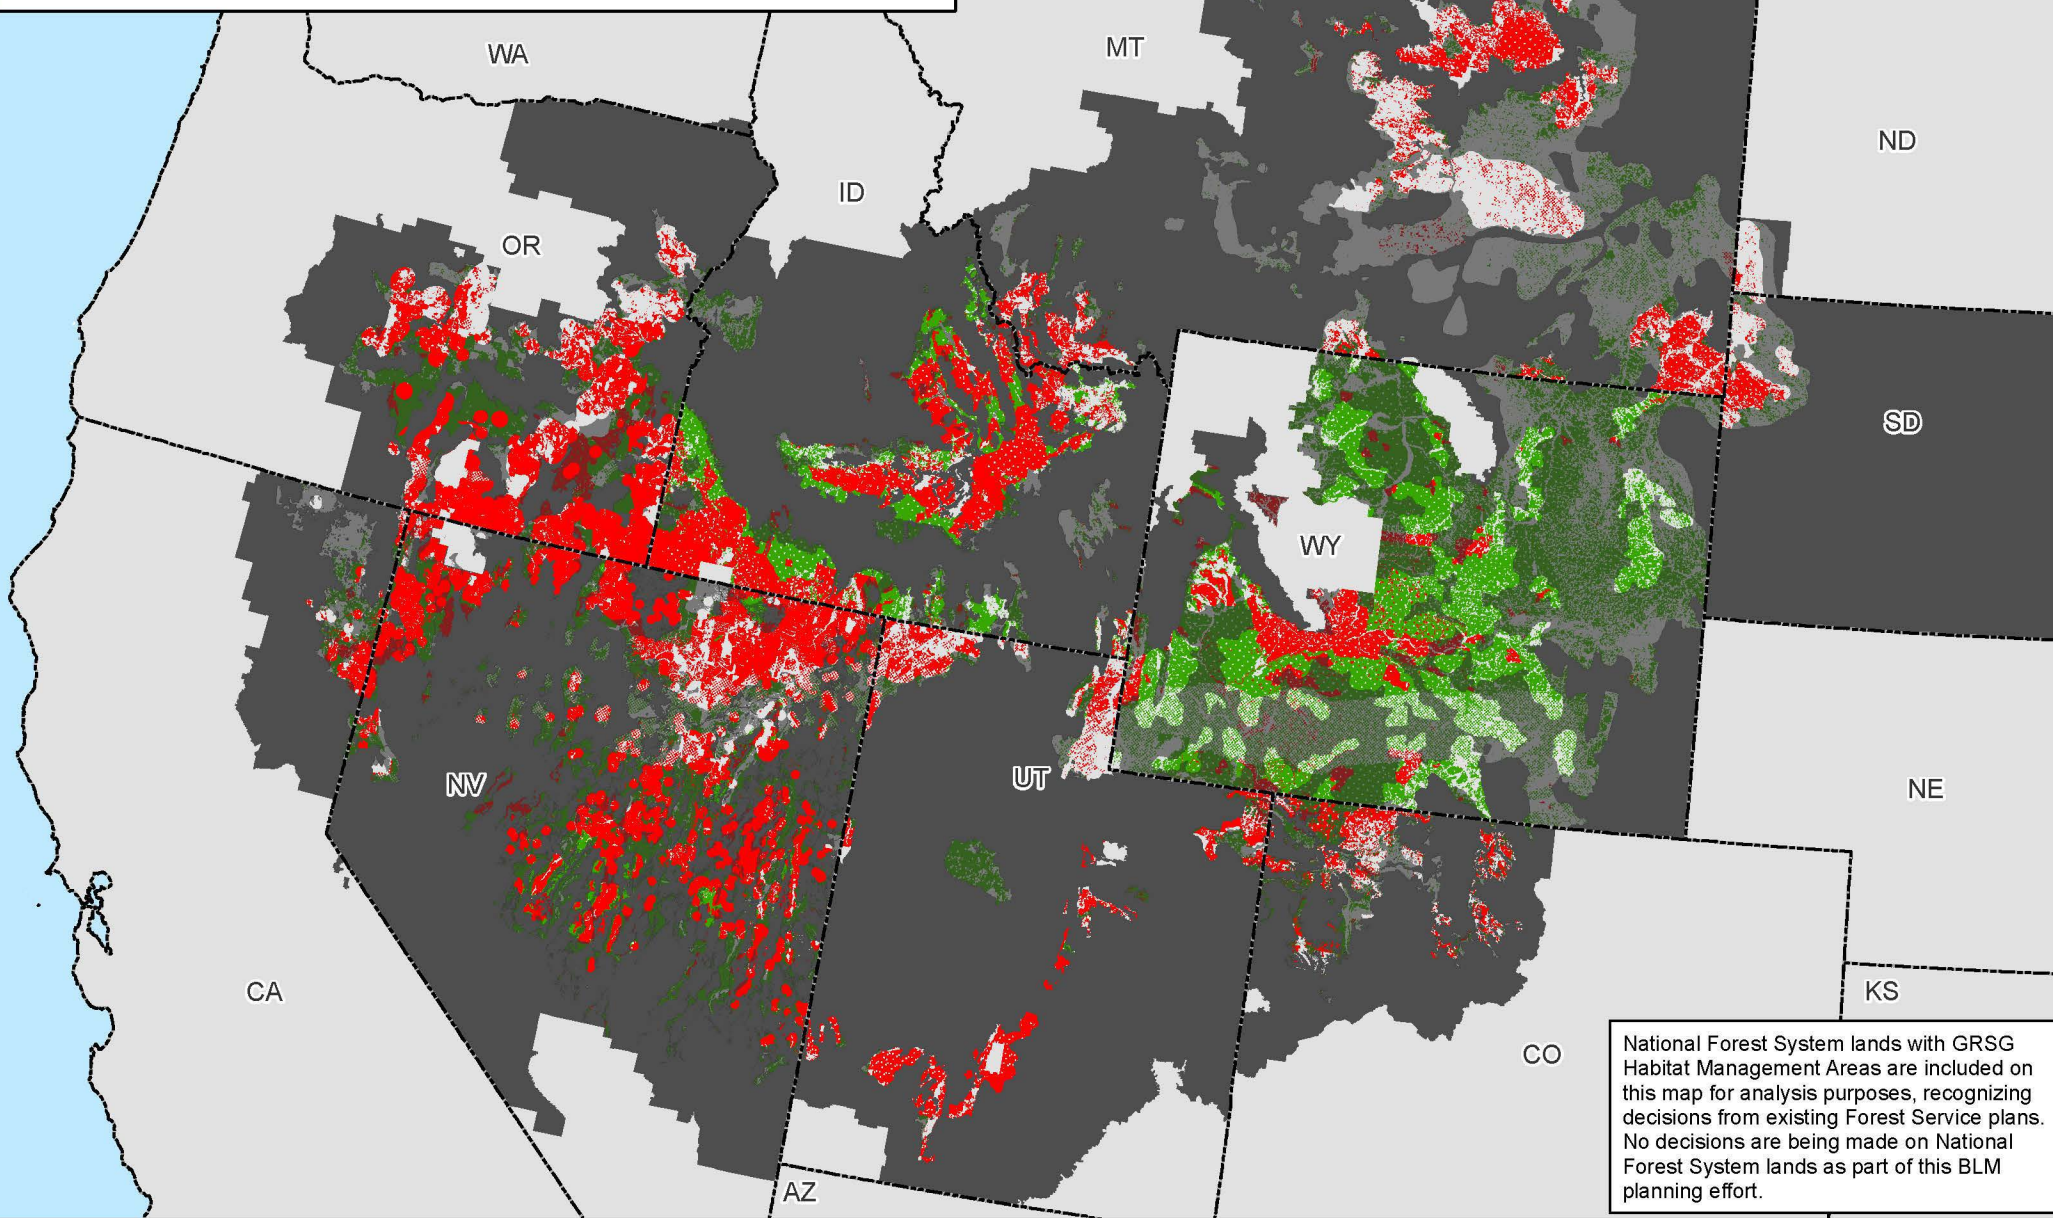 WA
MT
ND
ID
OR
SD
WY
NV
UT
NE
CA
KS
CO
AZ
National Forest System lands with GRSG
Habitat Management Areas are included on
this map for analysis purposes, recognizing
decisions from existing Forest Service plans.
No decisions are being made on National
Forest System lands as part of this BLM
planning effort.